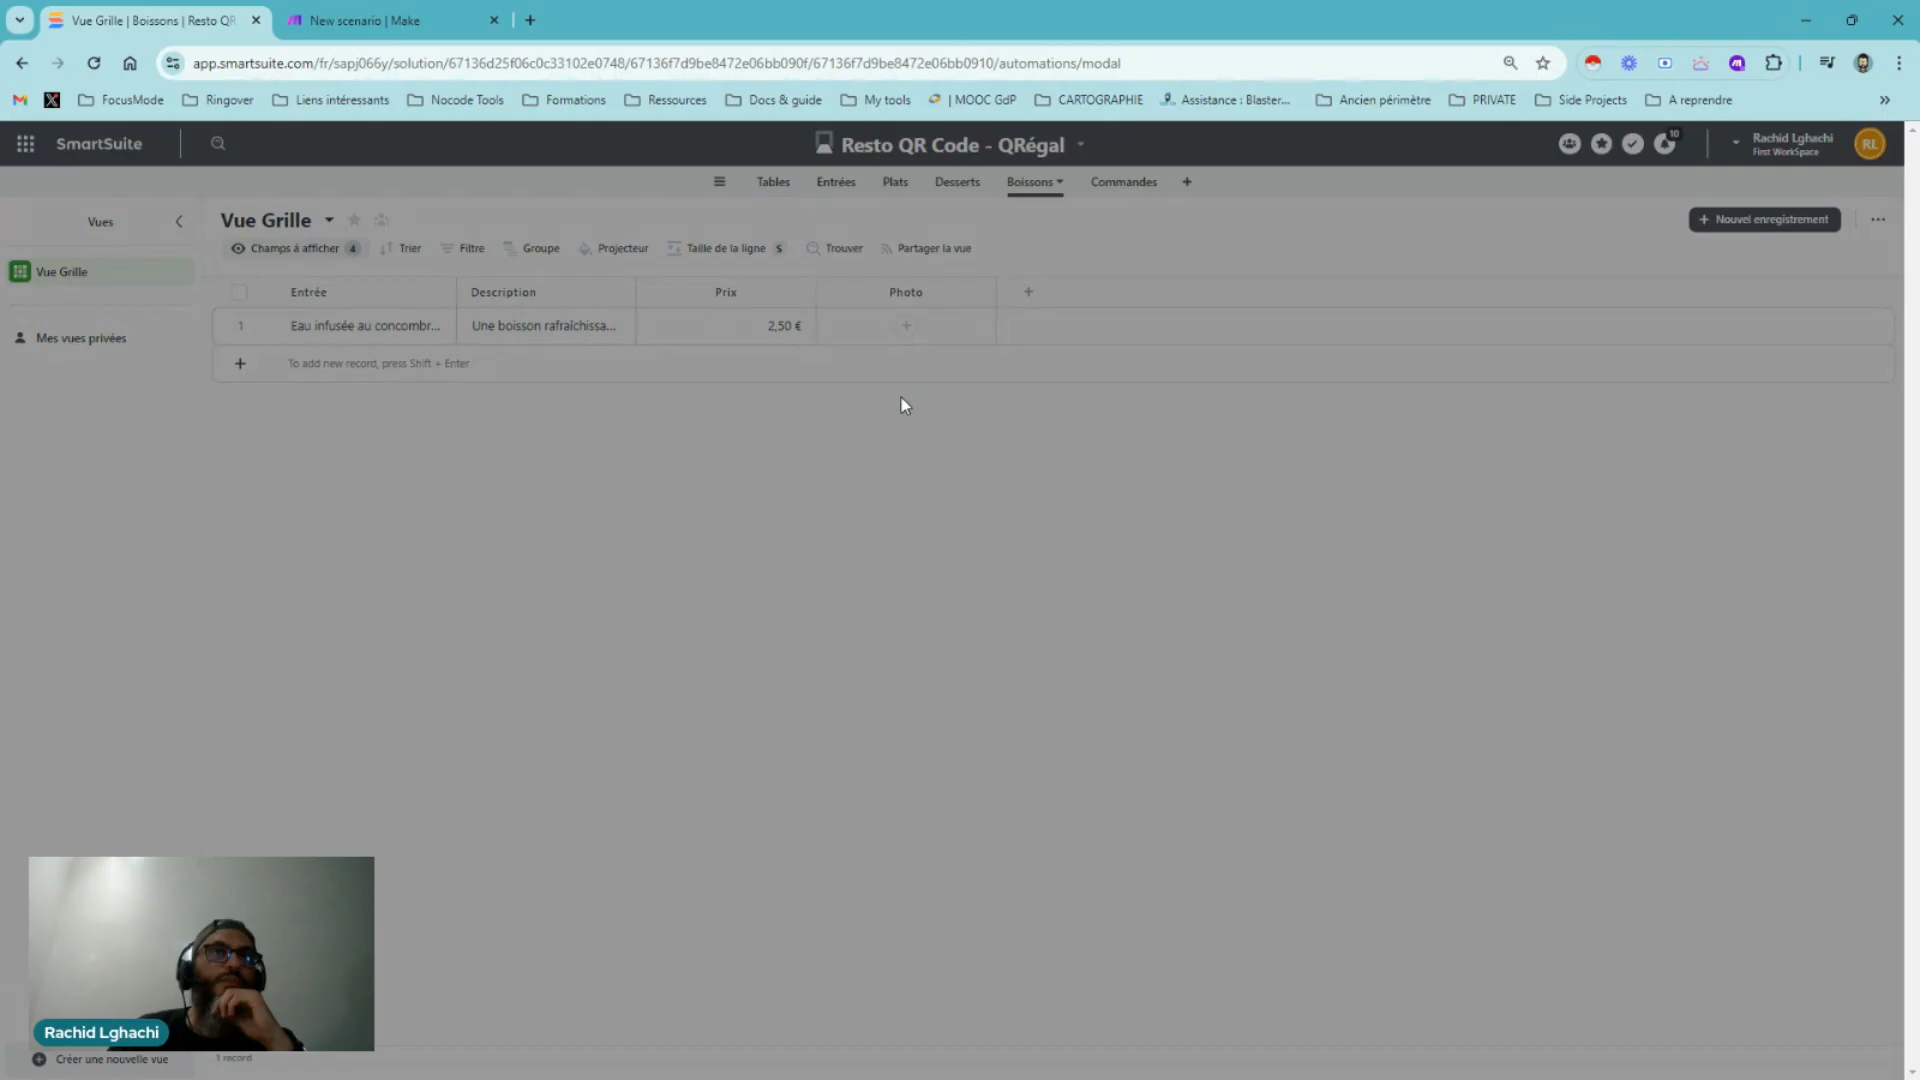 Vue Grille | Boissons | Resto QR
New scenario | Make
app.smartsuite.com/fr/sapj066y/solution/67136d25f06c0c33102e0748/67136f7d9be8472e06bb090f/67136f7d9be8472e06bb0910/automations/modal
FocusMode
Ringover
Liens intéressants
Nocode Tools
Formations
Ressources
Docs & guide
My tools
| MOOC GdP
CARTOGRAPHIE
Assistance : Blaster...
Ancien périmètre
PRIVATE
Side Projects
A reprendre
SmartSuite
Resto QR Code - QRégal
10
Rachid Lghachi
First WorkSpace
RL
Tables
Entrées
Plats
Desserts
Boissons
Commandes
Vues
Vue Grille
Nouvel enregistrement
Champs à afficher 4
Trier
Filtre
Groupe
Projecteur
Taille de la ligne S
Trouver
Partager la vue
Vue Grille
Mes vues privées
Entrée
Description
Prix
Photo
1
Eau infusée au concombr...
Une boisson rafraîchissa...
2,50 €
To add new record, press Shift + Enter
Rachid Lghachi
Créer une nouvelle vue
1 record